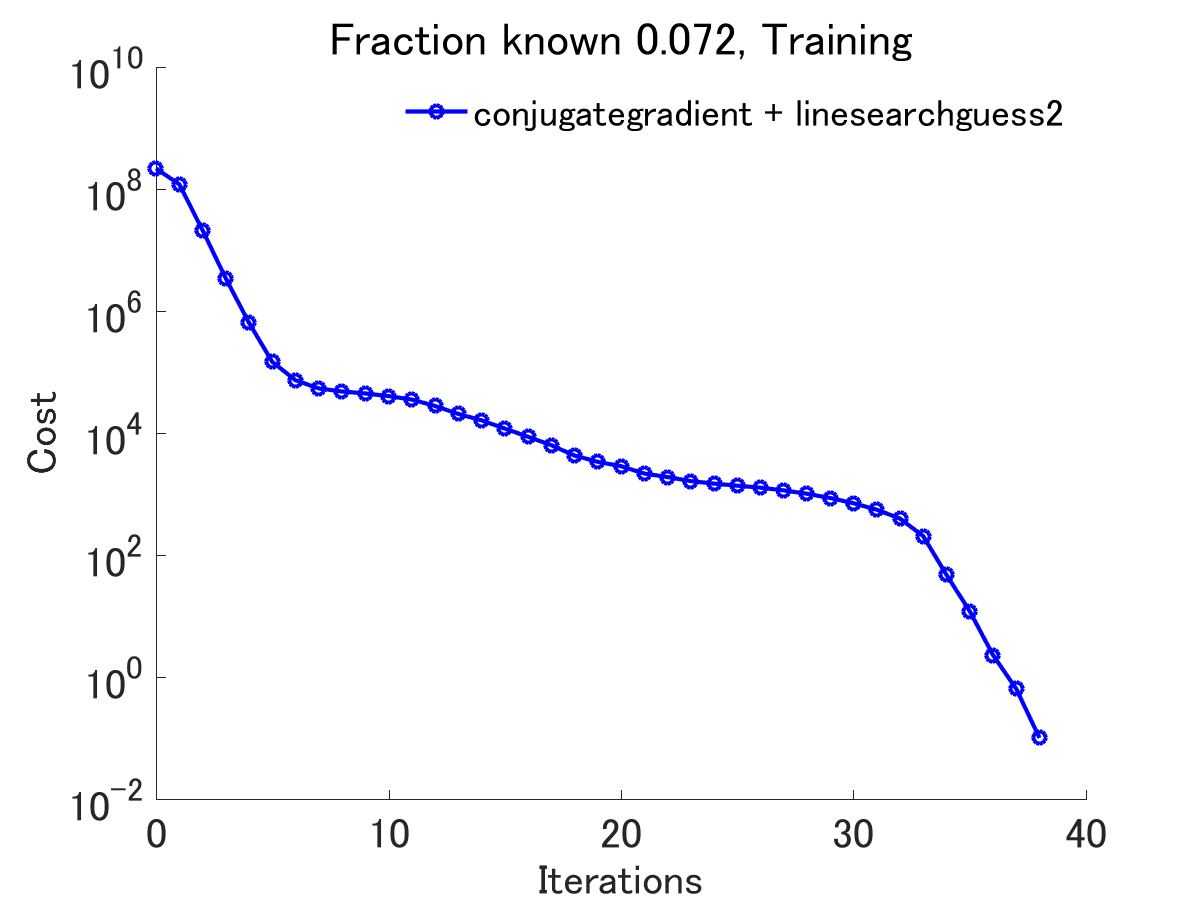 Fraction known 0.072, Training
conjugategradient + linesearchguess2
10^10
10^8
10^6
10^4
10^2
10^0
10^-2
Cost
0 10 20 30 40
Iterations